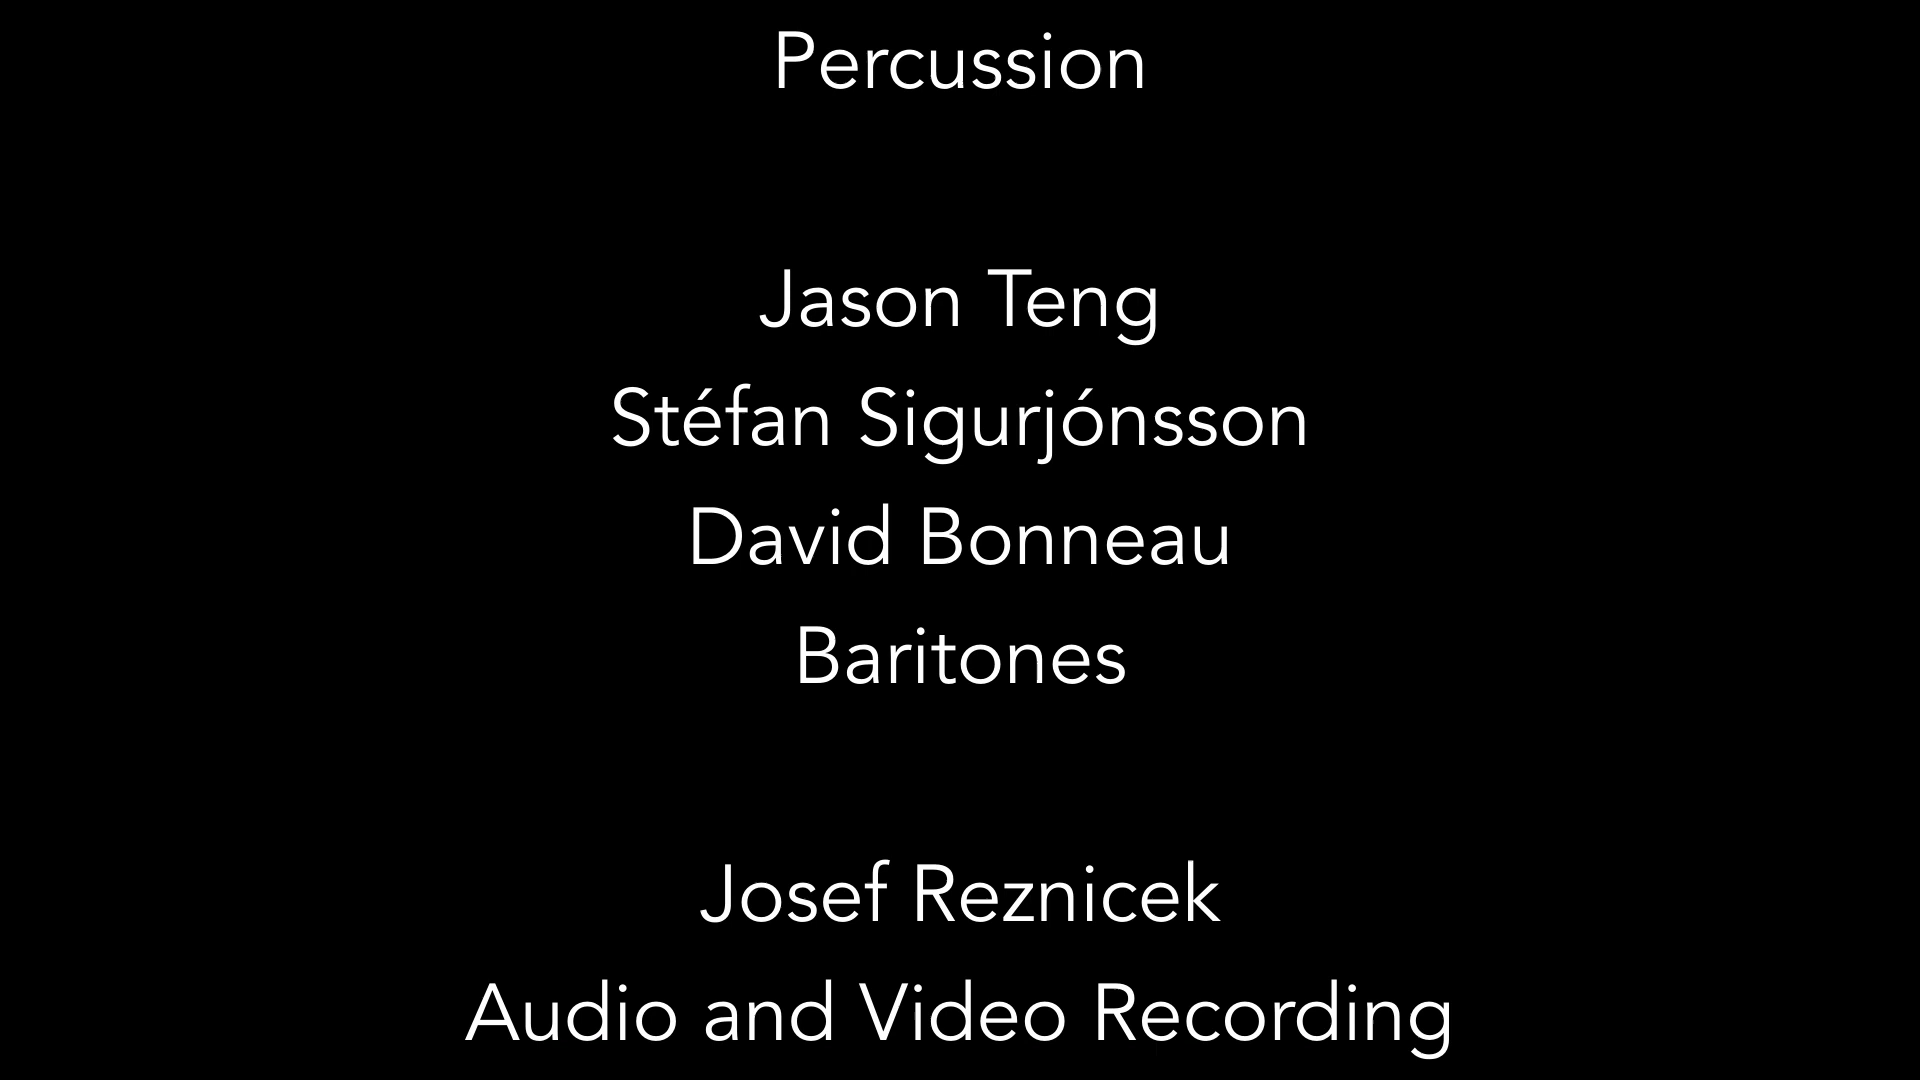 Percussion
Jason Teng
Stéfan Sigurjónsson
David Bonneau
Baritones
Josef Reznicek
Audio and Video Recording